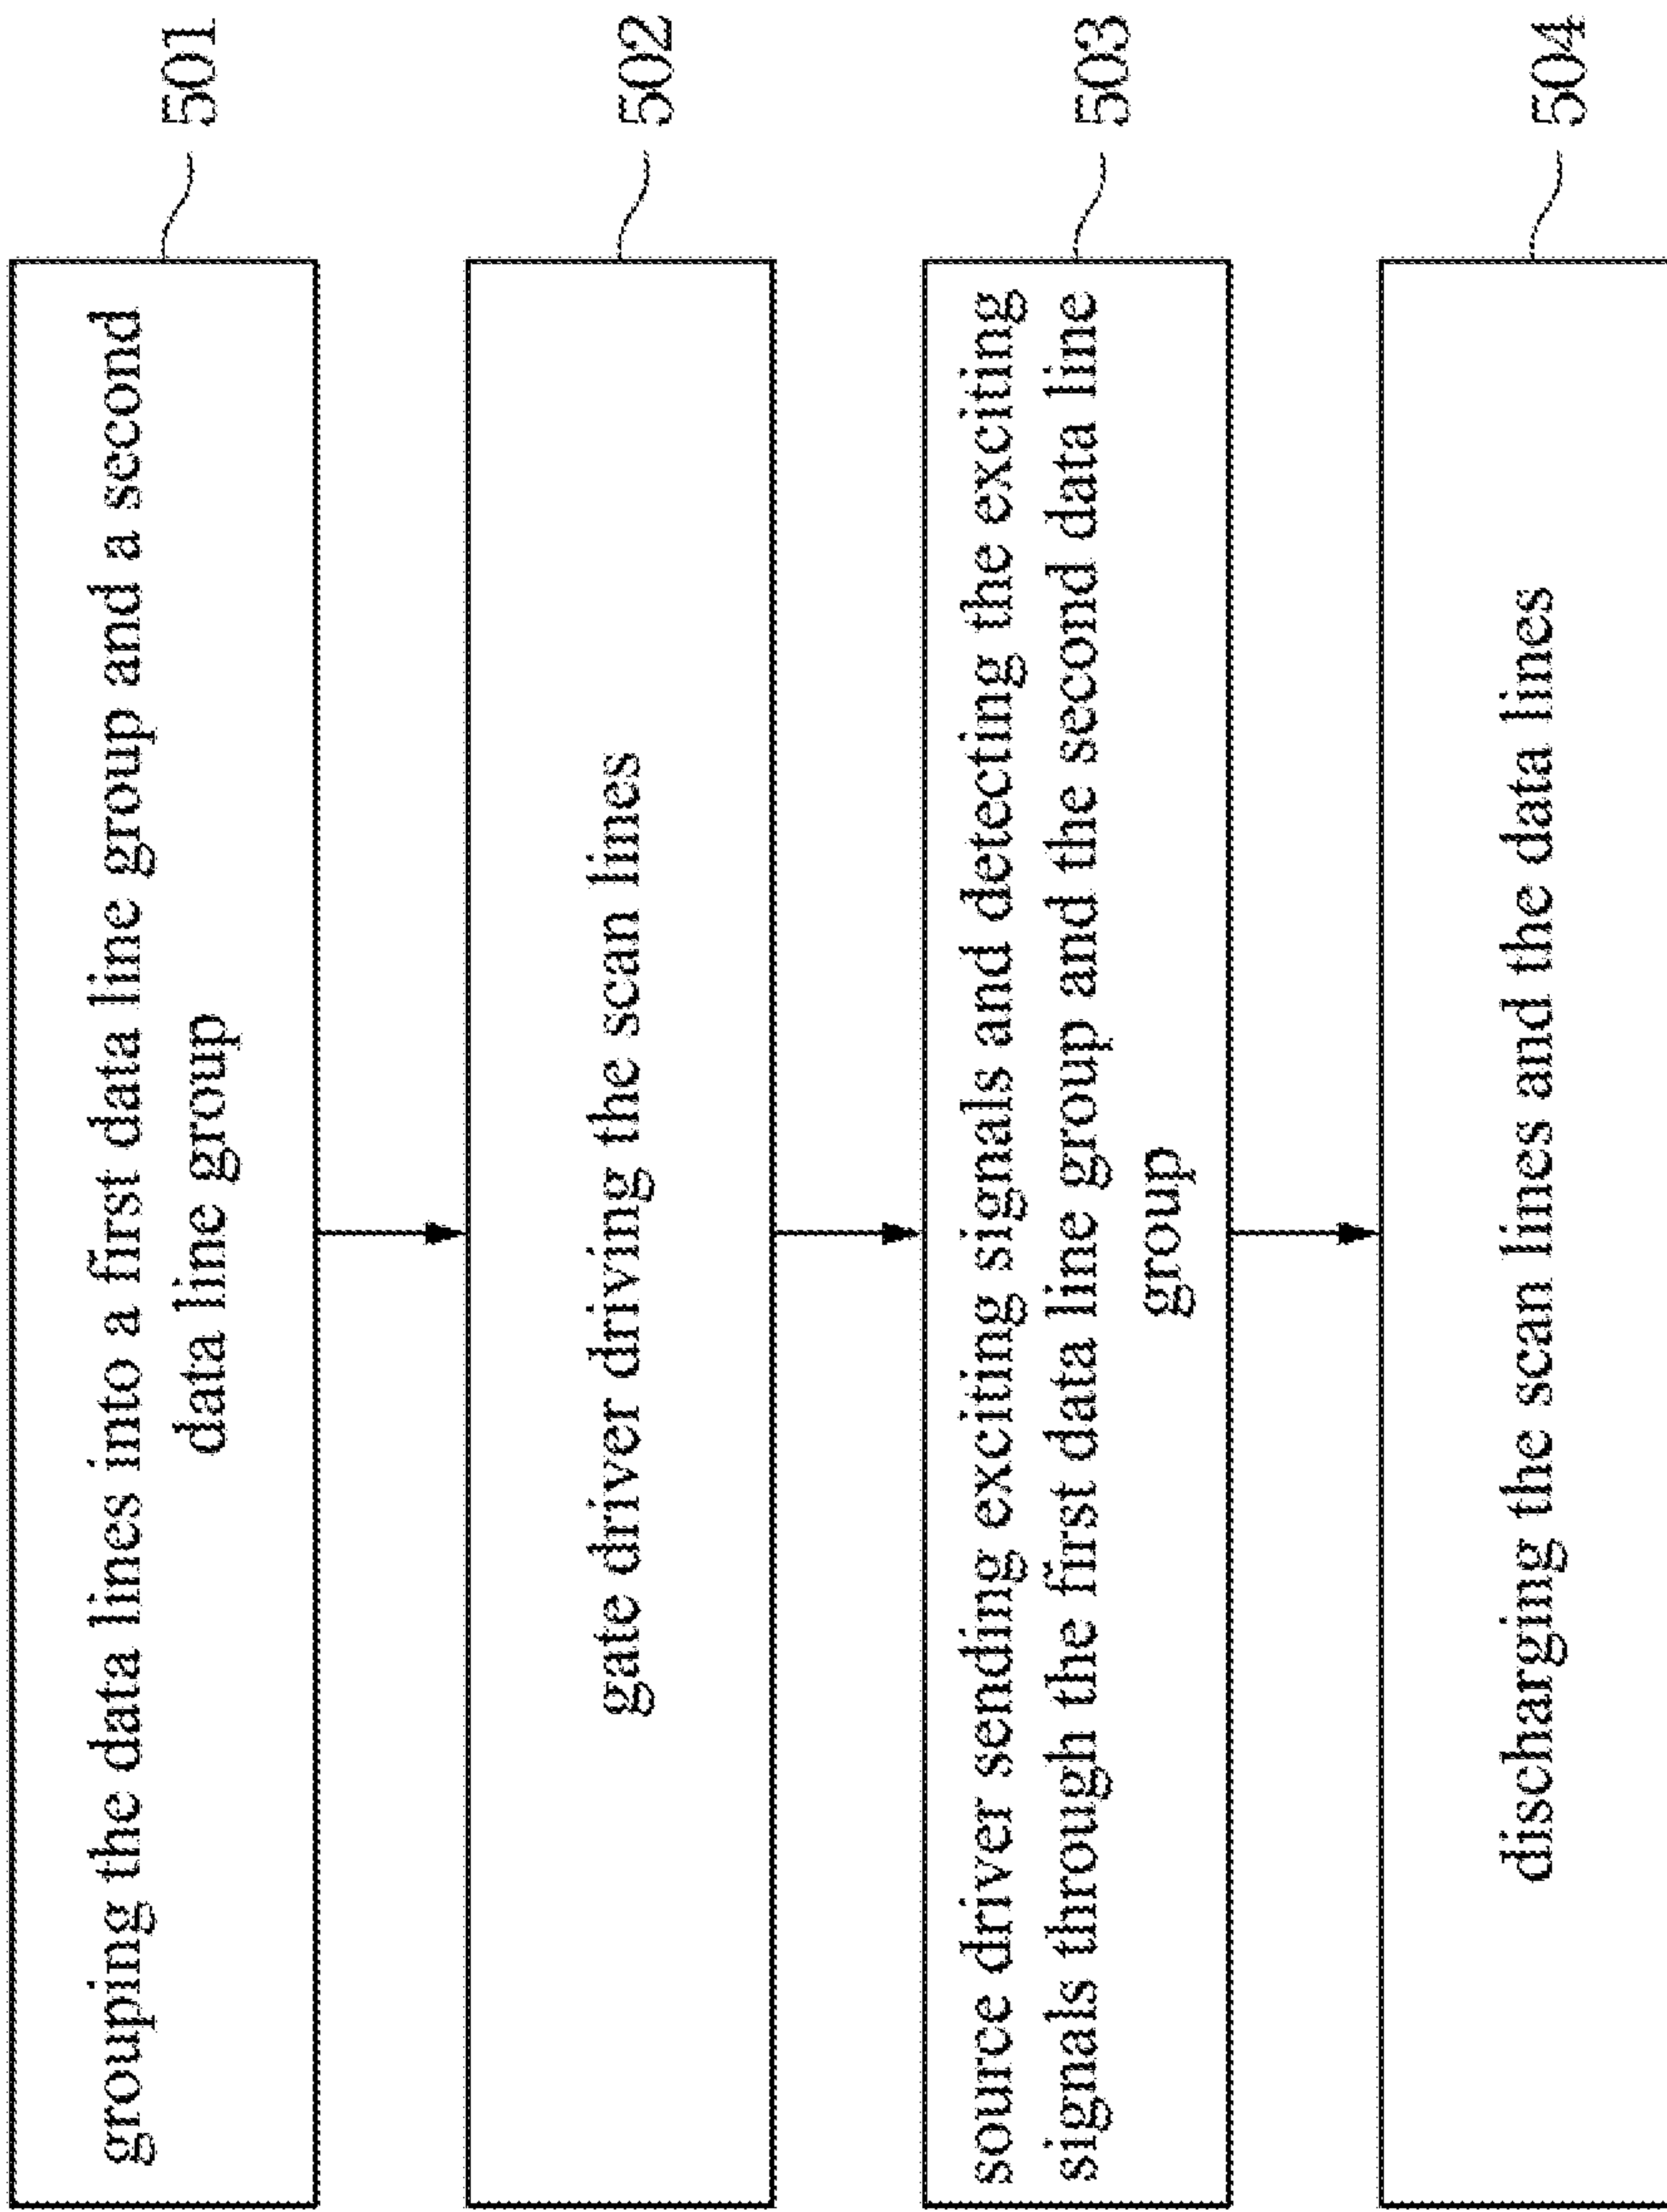 grouping the data lines into a first data line group and a second
data line group
501
gate driver driving the scan lines
502
source driver sending exciting signals and detecting the exciting
signals through the first data line group and the second data line
group
503
discharging the scan lines and the data lines
504